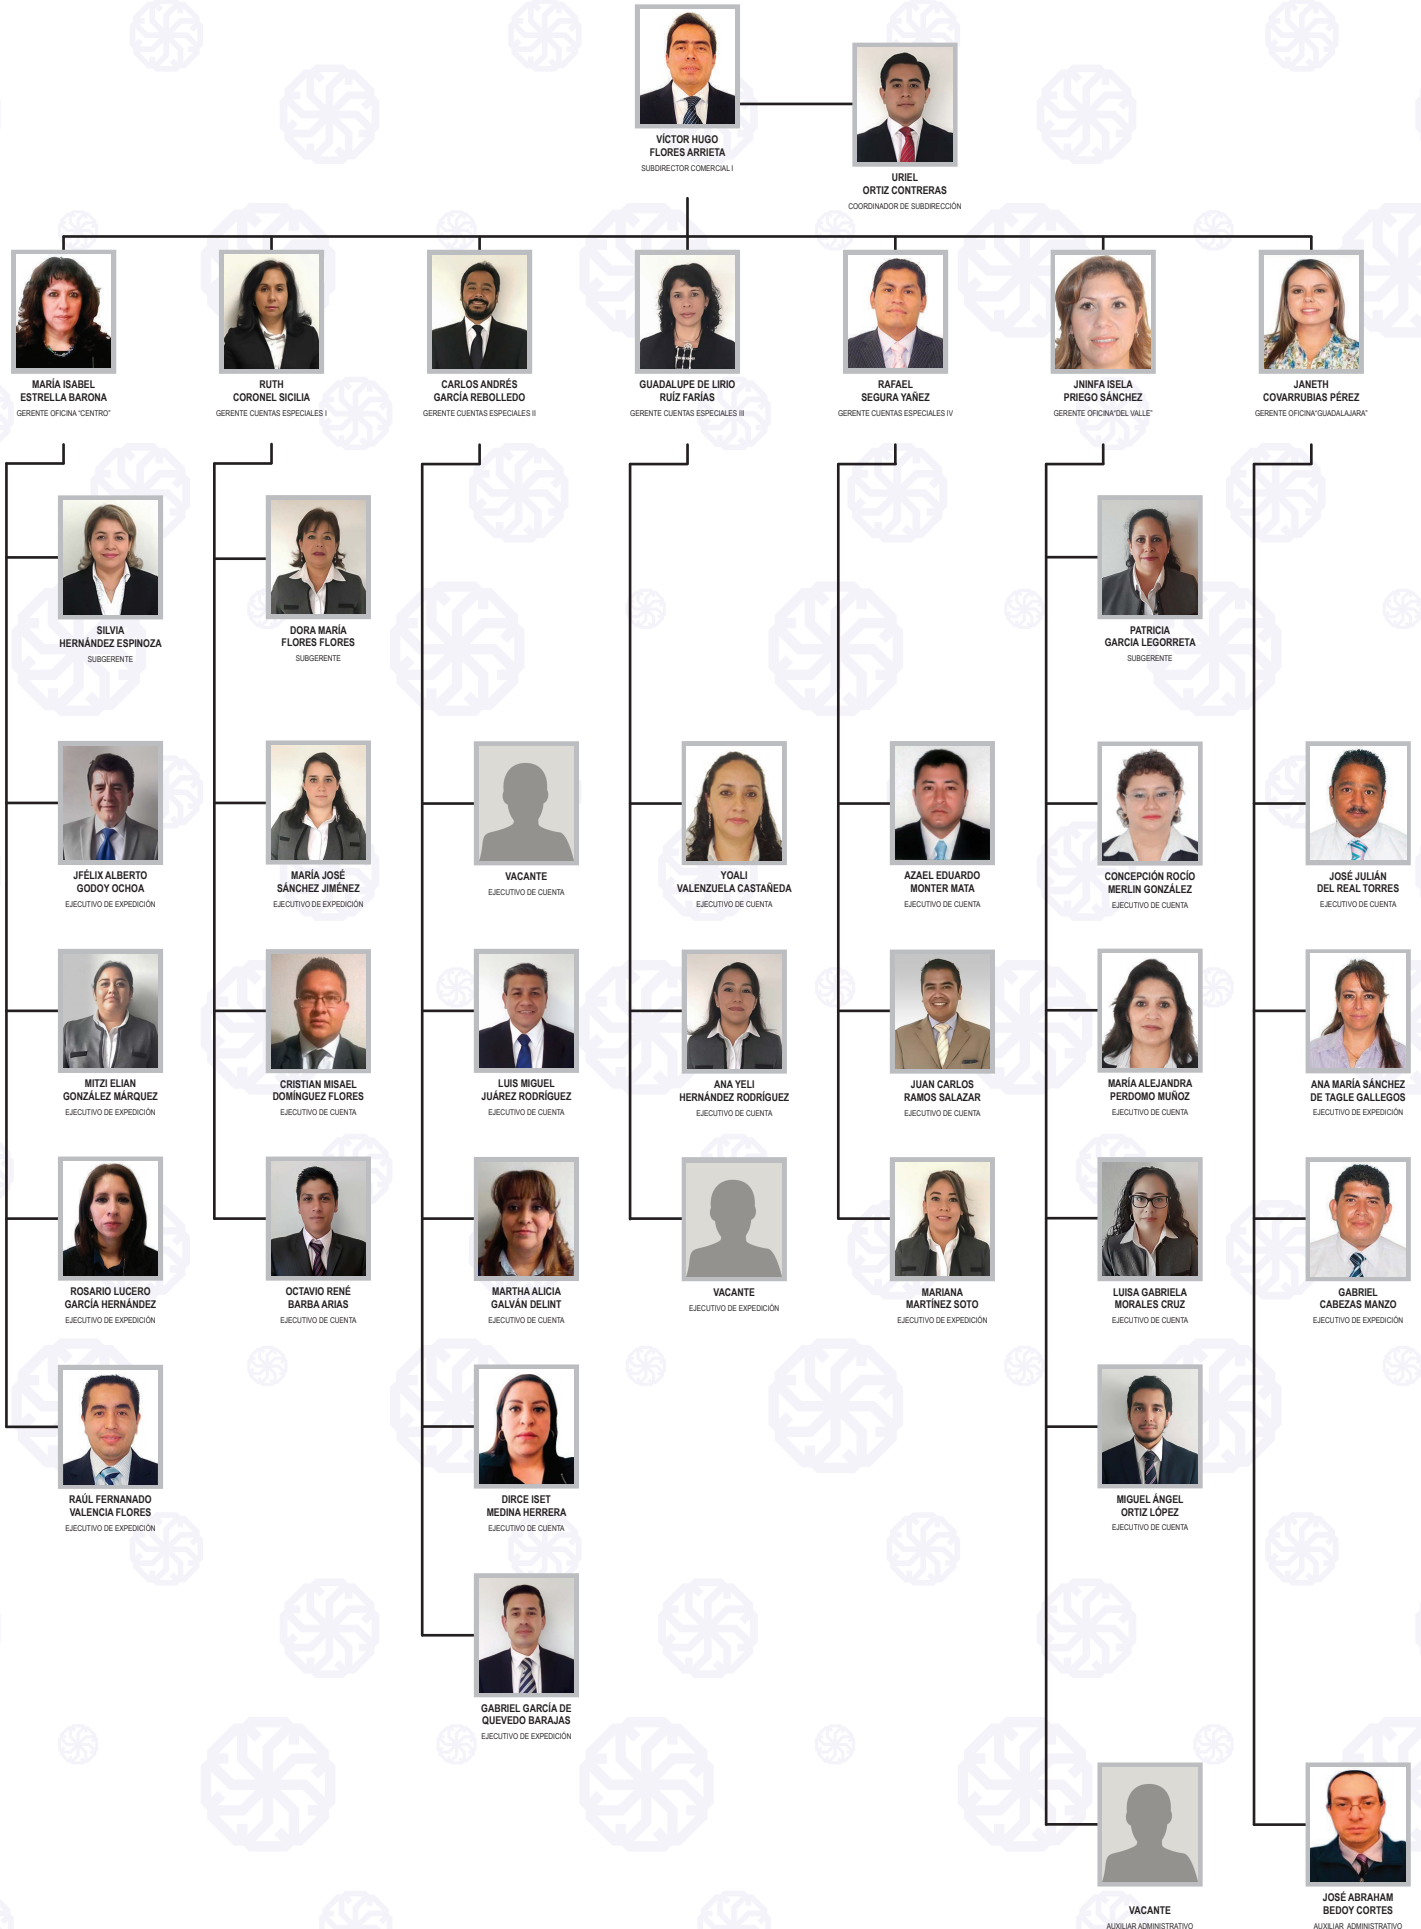 VÍCTOR HUGO
FLORES ARRIETA
SUBDIRECTOR COMERCIAL I
URIEL
ORTIZ CONTRERAS
COORDINADOR DE SUBDIRECCIÓN
MARÍA ISABEL
ESTRELLA BARONA
GERENTE OFICINA "CENTRO"
RUTH
CORONEL SICILIA
GERENTE CUENTAS ESPECIALES I
CARLOS ANDRÉS
GARCÍA REBOLLEDO
GERENTE CUENTAS ESPECIALES II
GUADALUPE DE LIRIO
RUÍZ FARÍAS
GERENTE CUENTAS ESPECIALES III
RAFAEL
SEGURA YAÑEZ
GERENTE CUENTAS ESPECIALES IV
JNINFA ISELA
PRIEGO SÁNCHEZ
GERENTE OFICINA"DEL VALLE"
JANETH
COVARRUBIAS PÉREZ
GERENTE OFICINA"GUADALAJARA"
SILVIA
HERNÁNDEZ ESPINOZA
SUBGERENTE
DORA MARÍA
FLORES FLORES
SUBGERENTE
PATRICIA
GARCIA LEGORRETA
SUBGERENTE
JFÉLIX ALBERTO
GODOY OCHOA
EJECUTIVO DE EXPEDICIÓN
MARÍA JOSÉ
SÁNCHEZ JIMÉNEZ
EJECUTIVO DE EXPEDICIÓN
VACANTE
EJECUTIVO DE CUENTA
YOALI
VALENZUELA CASTAÑEDA
EJECUTIVO DE CUENTA
AZAEL EDUARDO
MONTER MATA
EJECUTIVO DE CUENTA
CONCEPCIÓN ROCÍO
MERLIN GONZÁLEZ
EJECUTIVO DE CUENTA
JOSÉ JULIÁN
DEL REAL TORRES
EJECUTIVO DE CUENTA
MITZI ELIAN
GONZÁLEZ MÁRQUEZ
EJECUTIVO DE EXPEDICIÓN
CRISTIAN MISAEL
DOMÍNGUEZ FLORES
EJECUTIVO DE CUENTA
LUIS MIGUEL
JUÁREZ RODRÍGUEZ
EJECUTIVO DE CUENTA
ANA YELI
HERNÁNDEZ RODRÍGUEZ
EJECUTIVO DE CUENTA
JUAN CARLOS
RAMOS SALAZAR
EJECUTIVO DE CUENTA
MARÍA ALEJANDRA
PERDOMO MUÑOZ
EJECUTIVO DE CUENTA
ANA MARÍA SÁNCHEZ
DE TAGLE GALLEGOS
EJECUTIVO DE EXPEDICIÓN
ROSARIO LUCERO
GARCÍA HERNÁNDEZ
EJECUTIVO DE EXPEDICIÓN
OCTAVIO RENÉ
BARBA ARIAS
EJECUTIVO DE CUENTA
MARTHA ALICIA
GALVÁN DELINT
EJECUTIVO DE CUENTA
VACANTE
EJECUTIVO DE EXPEDICIÓN
MARIANA
MARTÍNEZ SOTO
EJECUTIVO DE EXPEDICIÓN
LUISA GABRIELA
MORALES CRUZ
EJECUTIVO DE CUENTA
GABRIEL
CABEZAS MANZO
EJECUTIVO DE EXPEDICIÓN
RAÚL FERNANADO
VALENCIA FLORES
EJECUTIVO DE EXPEDICIÓN
DIRCE ISET
MEDINA HERRERA
EJECUTIVO DE CUENTA
MIGUEL ÁNGEL
ORTIZ LÓPEZ
EJECUTIVO DE CUENTA
GABRIEL GARCÍA DE
QUEVEDO BARAJAS
EJECUTIVO DE EXPEDICIÓN
VACANTE
AUXILIAR ADMINISTRATIVO
JOSÉ ABRAHAM
BEDOY CORTES
AUXILIAR ADMINISTRATIVO